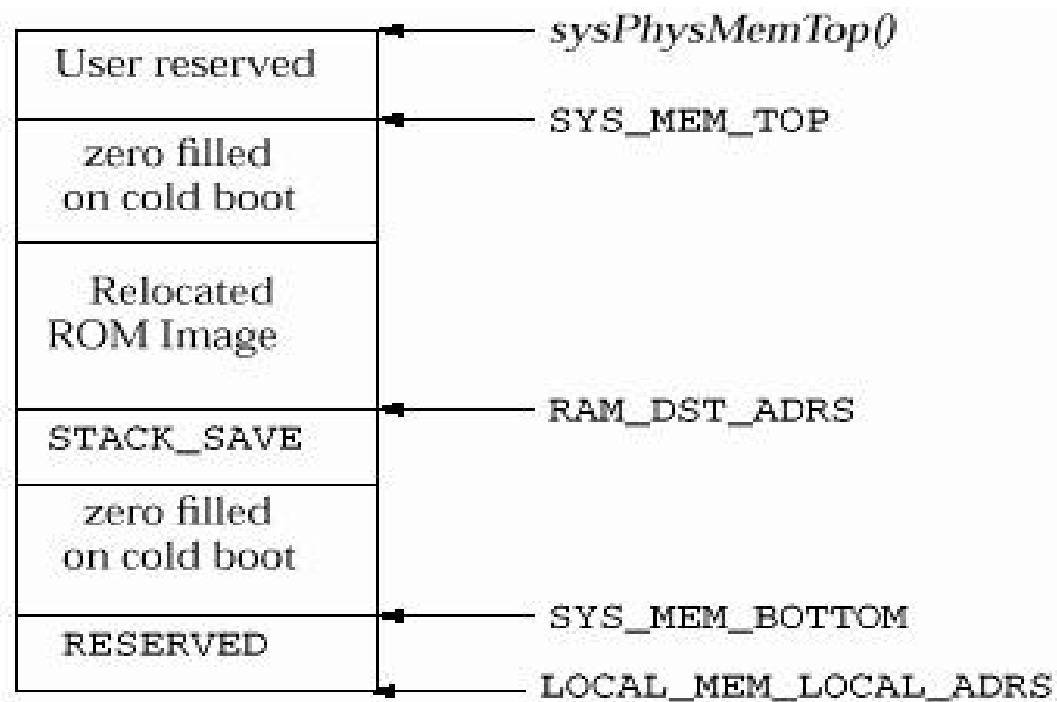 sysPhysMemTop()
User reserved
SYS_MEM_TOP
zero filled
on cold boot
Relocated
ROM Image
RAM_DST_ADRS
STACK_SAVE
zero filled
on cold boot
SYS_MEM_BOTTOM
RESERVED
LOCAL_MEM_LOCAL_ADRS